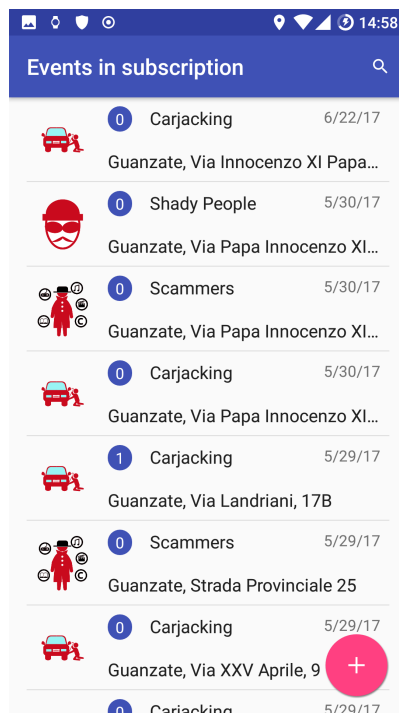 14:58
Events in subscription
0 Carjacking 6/22/17
Guanzate, Via Innocenzo XI Papa...
0 Shady People 5/30/17
Guanzate, Via Papa Innocenzo XI...
0 Scammers 5/30/17
Guanzate, Via Papa Innocenzo XI...
0 Carjacking 5/30/17
Guanzate, Via Papa Innocenzo XI...
1 Carjacking 5/29/17
Guanzate, Via Landriani, 17B
0 Scammers 5/29/17
Guanzate, Strada Provinciale 25
0 Carjacking 5/29/17
Guanzate, Via XXV Aprile, 9
0 Carjacking 5/29/17